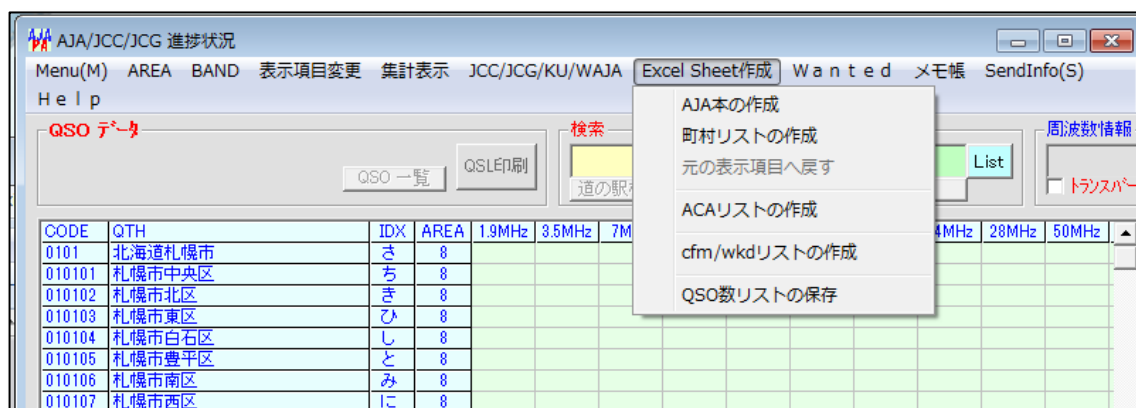 AJA/JCC/JCG 進捗状況
Menu(M) AREA BAND 表示項目変更 集計表示 JCC/JCG/KU/WAJA Excel Sheet作成 Wanted メモ帳 SendInfo(S)
Help
AJA本の作成
町村リストの作成
元の表示項目へ戻す
ACAリストの作成
cfm/wkdリストの作成
QSO数リストの保存
QSO データ
QSO 一覧
QSL印刷
検索
道の駅
List
周波数情報
トランスバー
CODE QTH IDX AREA 1.9MHz 3.5MHz 7M 4MHz 28MHz 50MHz
0101 北海道札幌市 さ 8
010101 札幌市中央区 ち 8
010102 札幌市北区 き 8
010103 札幌市東区 ひ 8
010104 札幌市白石区 し 8
010105 札幌市豊平区 と 8
010106 札幌市南区 み 8
010107 札幌市西区 に 8